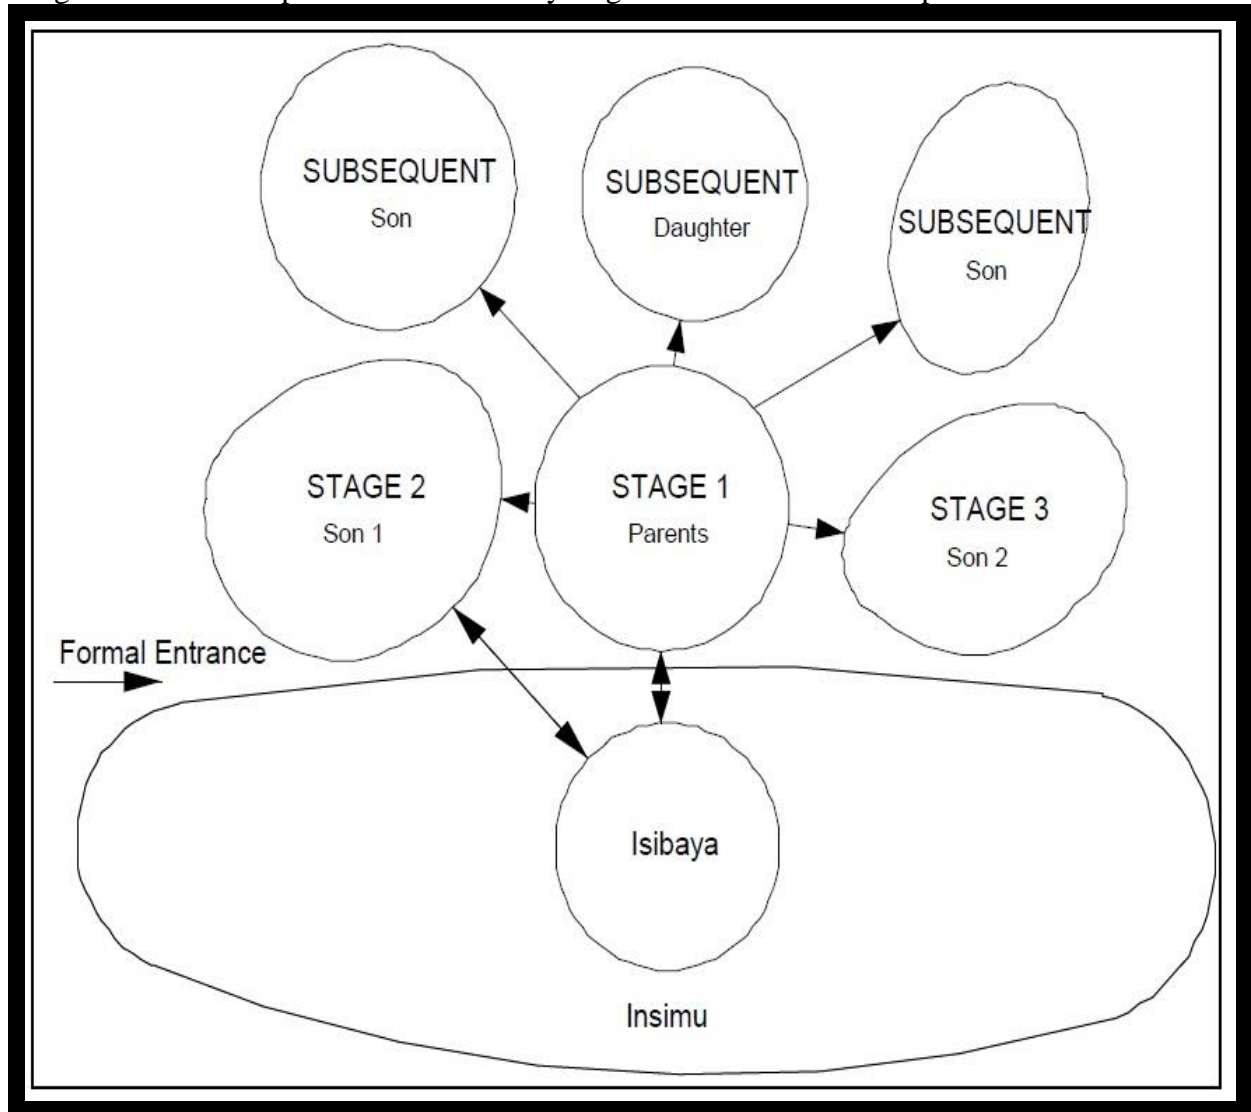 SUBSEQUENT
Son
SUBSEQUENT
Daughter
SUBSEQUENT
Son
STAGE 2
Son 1
STAGE 1
Parents
STAGE 3
Son 2
Formal Entrance
Isibaya
Insimu